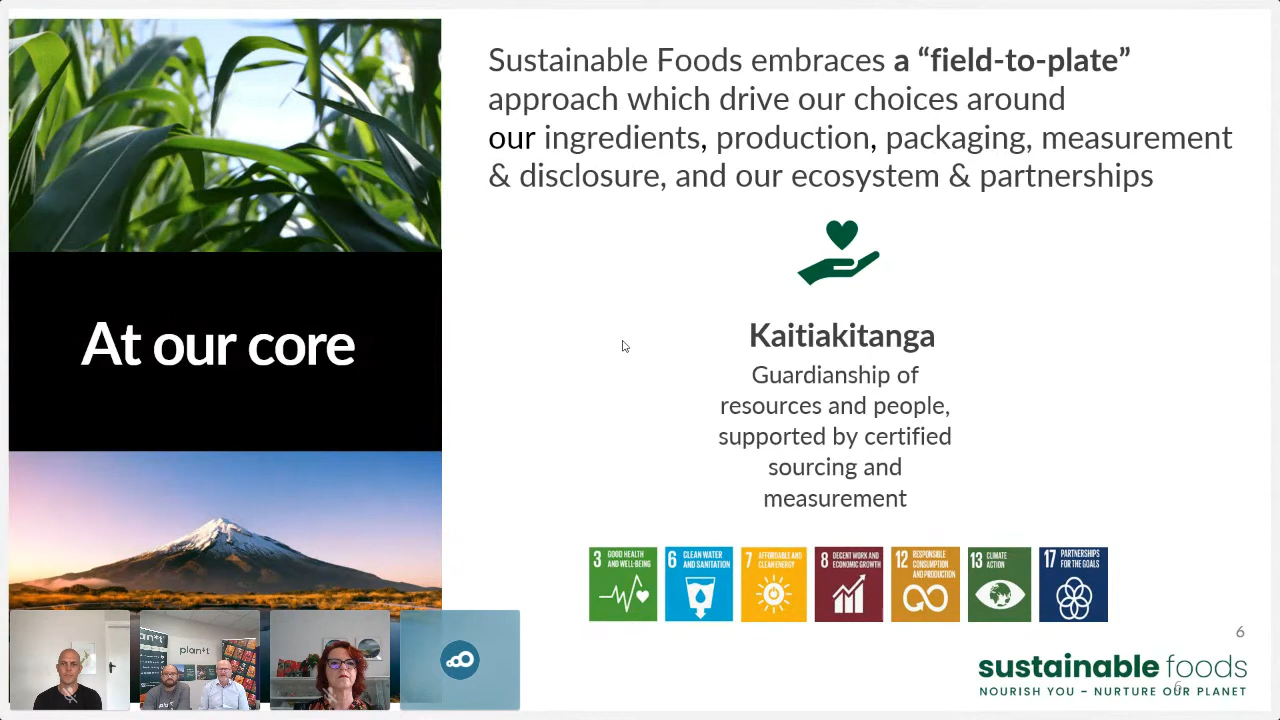 Sustainable Foods embraces a “field-to-plate”
approach which drive our choices around
our ingredients, production, packaging, measurement
& disclosure, and our ecosystem & partnerships
At our core
Kaitiakitanga
Guardianship of
resources and people,
supported by certified
sourcing and
measurement
3 GOOD HEALTH
AND WELL-BEING
6 CLEAN WATER
AND SANITATION
7 AFFORDABLE AND
CLEAN ENERGY
8 DECENT WORK AND
ECONOMIC GROWTH
12 RESPONSIBLE
CONSUMPTION
AND PRODUCTION
13 CLIMATE
ACTION
17 PARTNERSHIPS
FOR THE GOALS
6
sustainable foods
NOURISH YOU – NURTURE OUR PLANET
6
plan*t